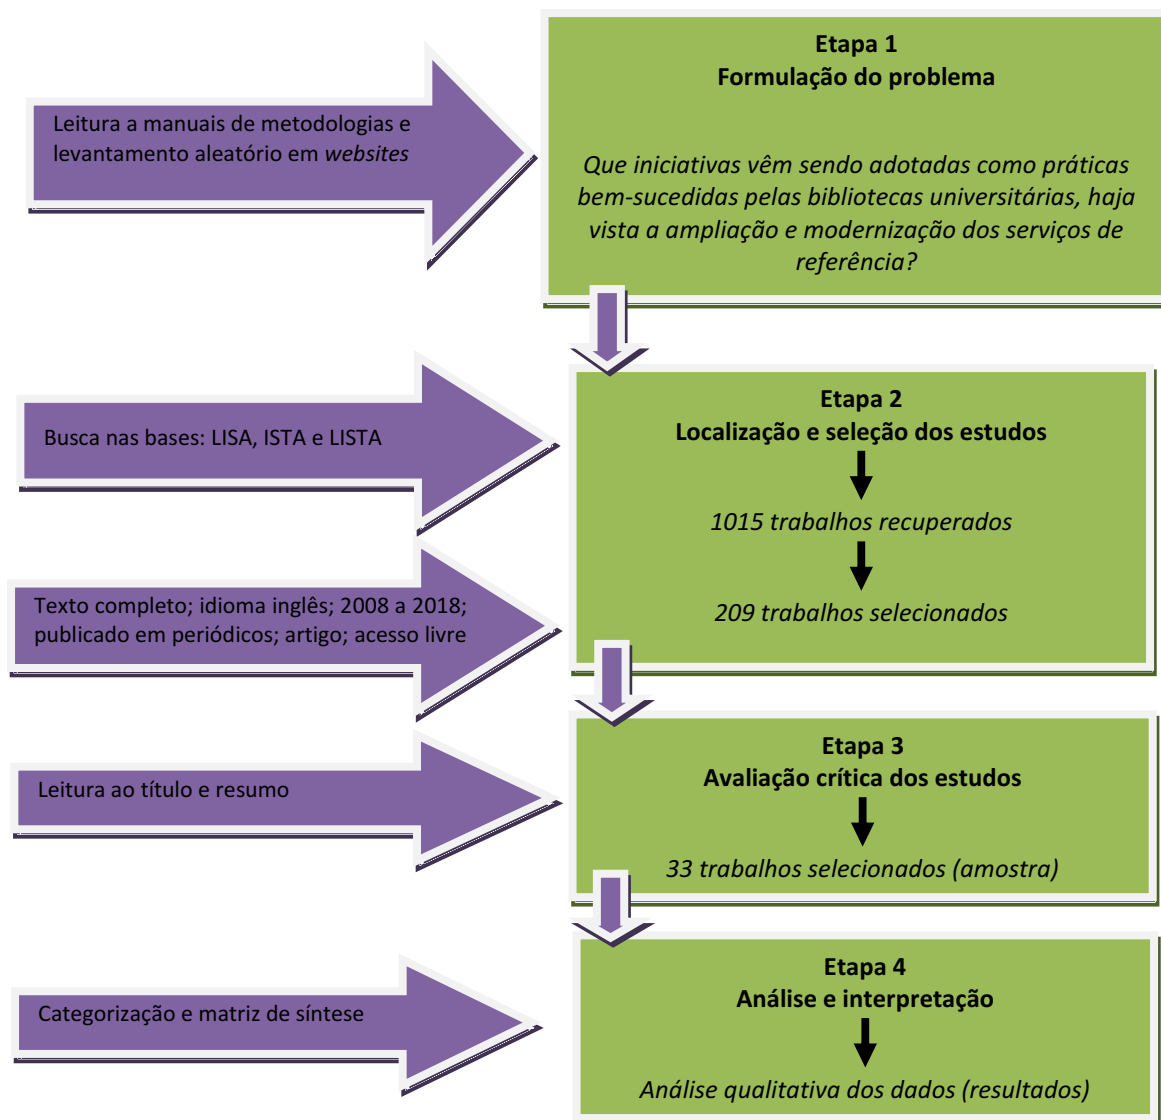 Etapa 1
Formulação do problema
Leitura a manuais de metodologias e
levantamento aleatório em websites
Que iniciativas vêm sendo adotadas como práticas
bem-sucedidas pelas bibliotecas universitárias, haja
vista a ampliação e modernização dos serviços de
referência?
Etapa 2
Localização e seleção dos estudos
Busca nas bases: LISA, ISTA e LISTA
1015 trabalhos recuperados
Texto completo; idioma inglês; 2008 a 2018;
publicado em periódicos; artigo; acesso livre
209 trabalhos selecionados
Etapa 3
Avaliação crítica dos estudos
Leitura ao título e resumo
33 trabalhos selecionados (amostra)
Etapa 4
Análise e interpretação
Categorização e matriz de síntese
Análise qualitativa dos dados (resultados)